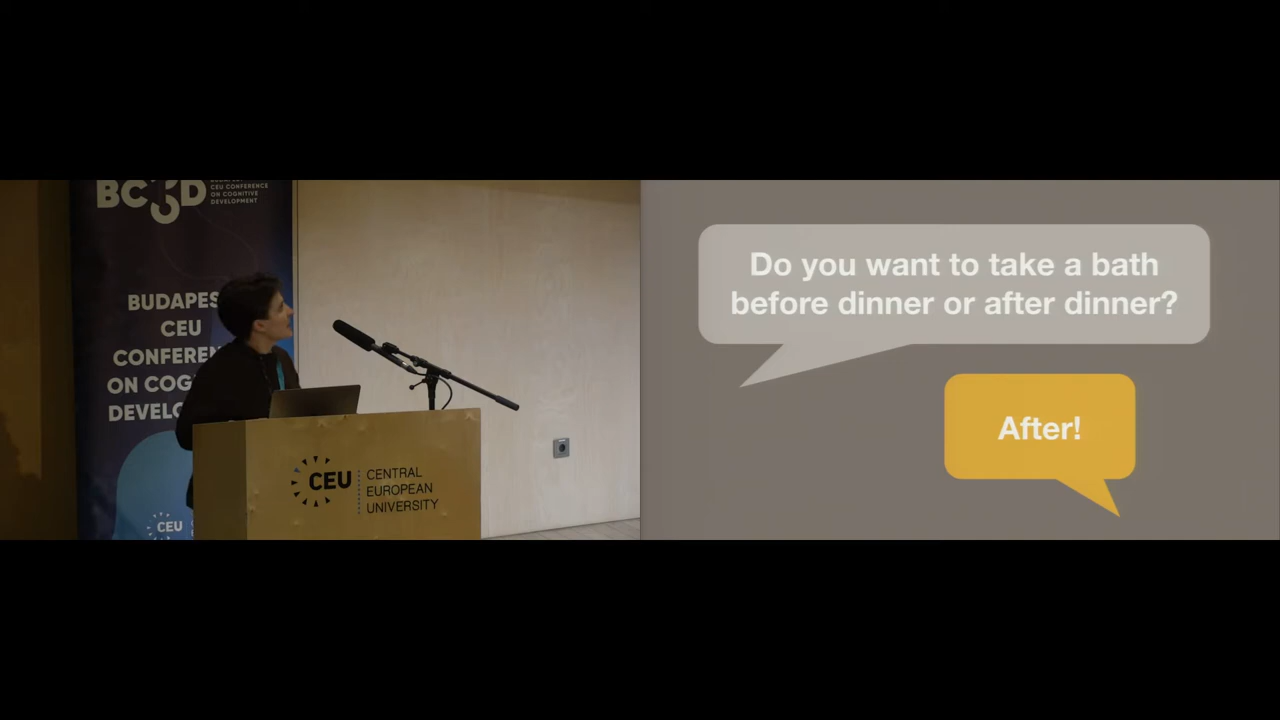 BC3D
CEU CONFERENCE
ON COGNITIVE
DEVELOPMENT
BUDAPES
CEU
CONFEREN
ON COG
DEVELO
CEU
CEU
CENTRAL
EUROPEAN
UNIVERSITY
Do you want to take a bath
before dinner or after dinner?
After!